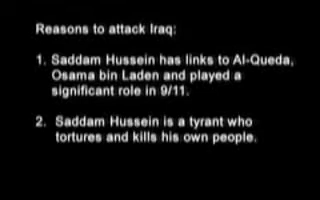 Reasons to attack Iraq:
1. Saddam Hussein has links to Al-Queda,
Osama bin Laden and played a
significant role in 9/11.
2. Saddam Hussein is a tyrant who
tortures and kills his own people.